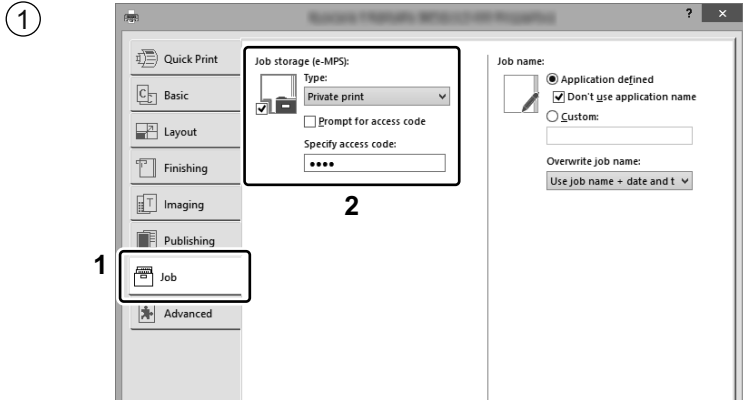 1
? ×
Quick Print
Basic
Layout
Finishing
Imaging
Publishing
1
Job
Advanced
Job storage (e-MPS):
Type:
Private print
Prompt for access code
Specify access code:
••••
2
Job name:
Application defined
Don't use application name
Custom:
Overwrite job name:
Use job name + date and t